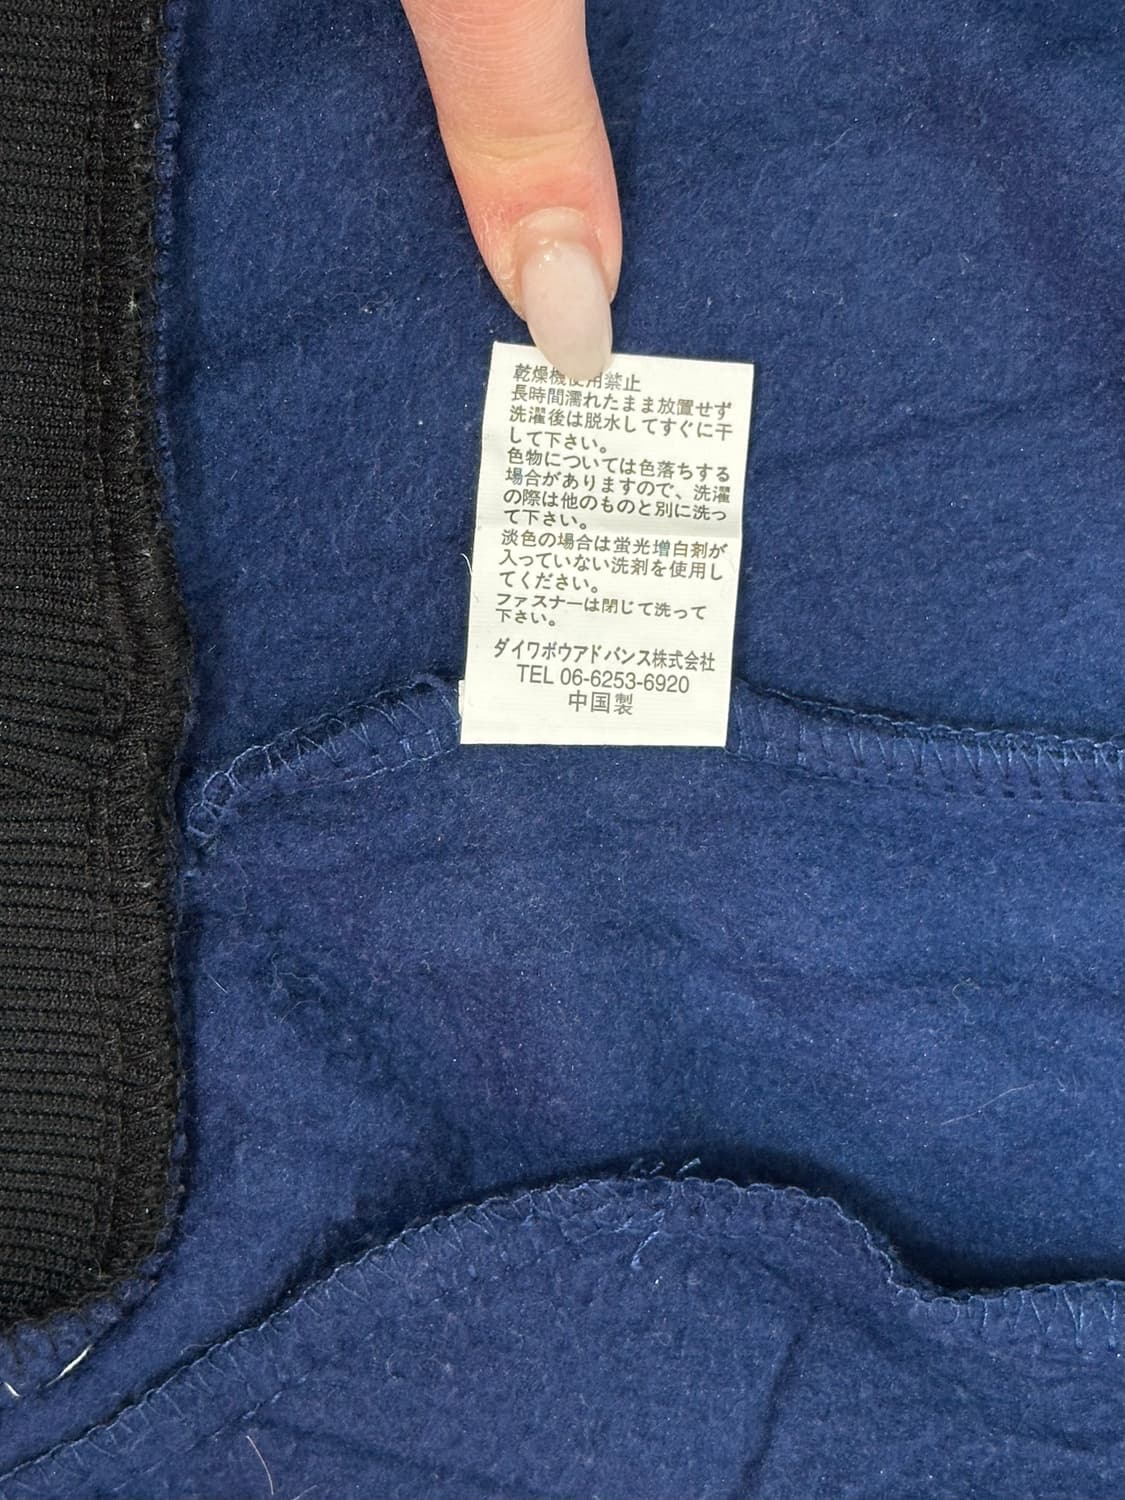 乾燥機使用禁止
長時間濡れたまま放置せず
洗濯後は脱水してすぐに干
して下さい。
色物については色落ちする
場合がありますので、洗濯
の際は他のものと別に洗っ
て下さい。
淡色の場合は蛍光増白剤が
入っていない洗剤を使用し
てください。
ファスナーは閉じて洗って
下さい。
ダイワボウアドバンス株式会社
TEL 06-6253-6920
中国製